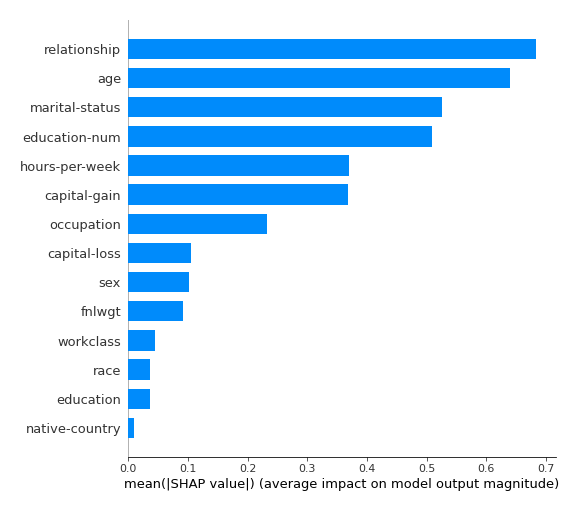 relationship
age
marital-status
education-num
hours-per-week
capital-gain
occupation
capital-loss
sex
fnlwgt
workclass
race
education
native-country
0.0 0.1 0.2 0.3 0.4 0.5 0.6 0.7
mean(|SHAP value|) (average impact on model output magnitude)